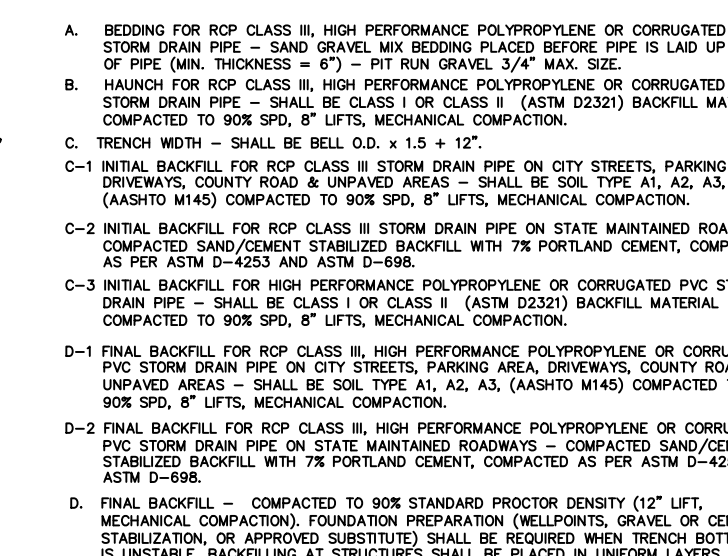 A. BEDDING FOR RCP CLASS III, HIGH PERFORMANCE POLYPROPYLENE OR CORRUGATED
STORM DRAIN PIPE – SAND GRAVEL MIX BEDDING PLACED BEFORE PIPE IS LAID UP
OF PIPE (MIN. THICKNESS = 6") – PIT RUN GRAVEL 3/4" MAX. SIZE.
B. HAUNCH FOR RCP CLASS III, HIGH PERFORMANCE POLYPROPYLENE OR CORRUGATED
STORM DRAIN PIPE – SHALL BE CLASS I OR CLASS II (ASTM D2321) BACKFILL MA
COMPACTED TO 90% SPD, 8" LIFTS, MECHANICAL COMPACTION.
C. TRENCH WIDTH – SHALL BE BELL O.D. x 1.5 + 12".
C–1 INITIAL BACKFILL FOR RCP CLASS III STORM DRAIN PIPE ON CITY STREETS, PARKING
DRIVEWAYS, COUNTY ROAD & UNPAVED AREAS – SHALL BE SOIL TYPE A1, A2, A3,
(AASHTO M145) COMPACTED TO 90% SPD, 8" LIFTS, MECHANICAL COMPACTION.
C–2 INITIAL BACKFILL FOR RCP CLASS III STORM DRAIN PIPE ON STATE MAINTAINED ROA
COMPACTED SAND/CEMENT STABILIZED BACKFILL WITH 7% PORTLAND CEMENT, COMP
AS PER ASTM D–4253 AND ASTM D–698.
C–3 INITIAL BACKFILL FOR HIGH PERFORMANCE POLYPROPYLENE OR CORRUGATED PVC ST
DRAIN PIPE – SHALL BE CLASS I OR CLASS II (ASTM D2321) BACKFILL MATERIAL
COMPACTED TO 90% SPD, 8" LIFTS, MECHANICAL COMPACTION.
D–1 FINAL BACKFILL FOR RCP CLASS III, HIGH PERFORMANCE POLYPROPYLENE OR CORRU
PVC STORM DRAIN PIPE ON CITY STREETS, PARKING AREA, DRIVEWAYS, COUNTY ROA
UNPAVED AREAS – SHALL BE SOIL TYPE A1, A2, A3, (AASHTO M145) COMPACTED
90% SPD, 8" LIFTS, MECHANICAL COMPACTION.
D–2 FINAL BACKFILL FOR RCP CLASS III, HIGH PERFORMANCE POLYPROPYLENE OR CORRU
PVC STORM DRAIN PIPE ON STATE MAINTAINED ROADWAYS – COMPACTED SAND/CE
STABILIZED BACKFILL WITH 7% PORTLAND CEMENT, COMPACTED AS PER ASTM D–42
ASTM D–698.
D. FINAL BACKFILL – COMPACTED TO 90% STANDARD PROCTOR DENSITY (12" LIFT,
MECHANICAL COMPACTION). FOUNDATION PREPARATION (WELLPOINTS, GRAVEL OR CE
STABILIZATION, OR APPROVED SUBSTITUTE) SHALL BE REQUIRED WHEN TRENCH BOTT
IS UNSTABLE. BACKFILLING AT STRUCTURES SHALL BE PLACED IN UNIFORM LAYERS